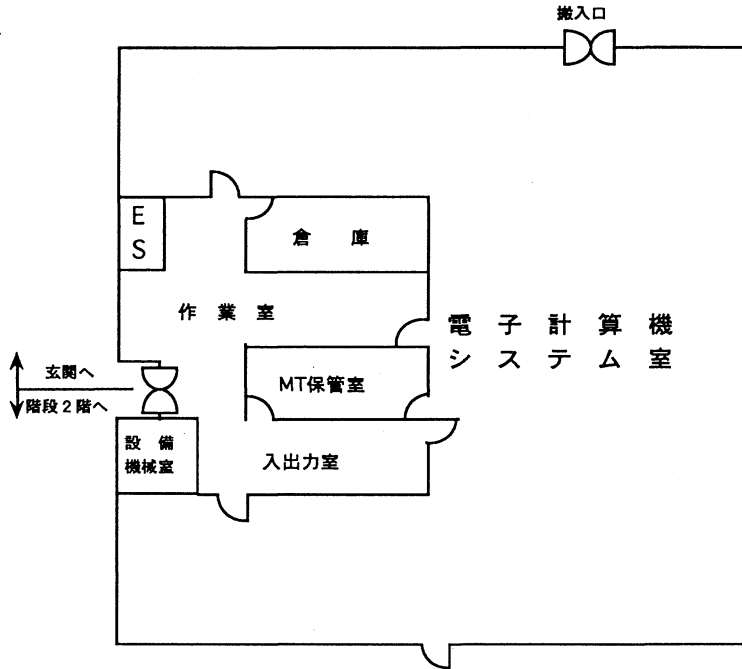 搬入口
E
S
倉 庫
作 業 室
電 子 計 算 機
シ ス テ ム 室
玄関へ
MT保管室
階段2階へ
設 備
機械室
入出力室